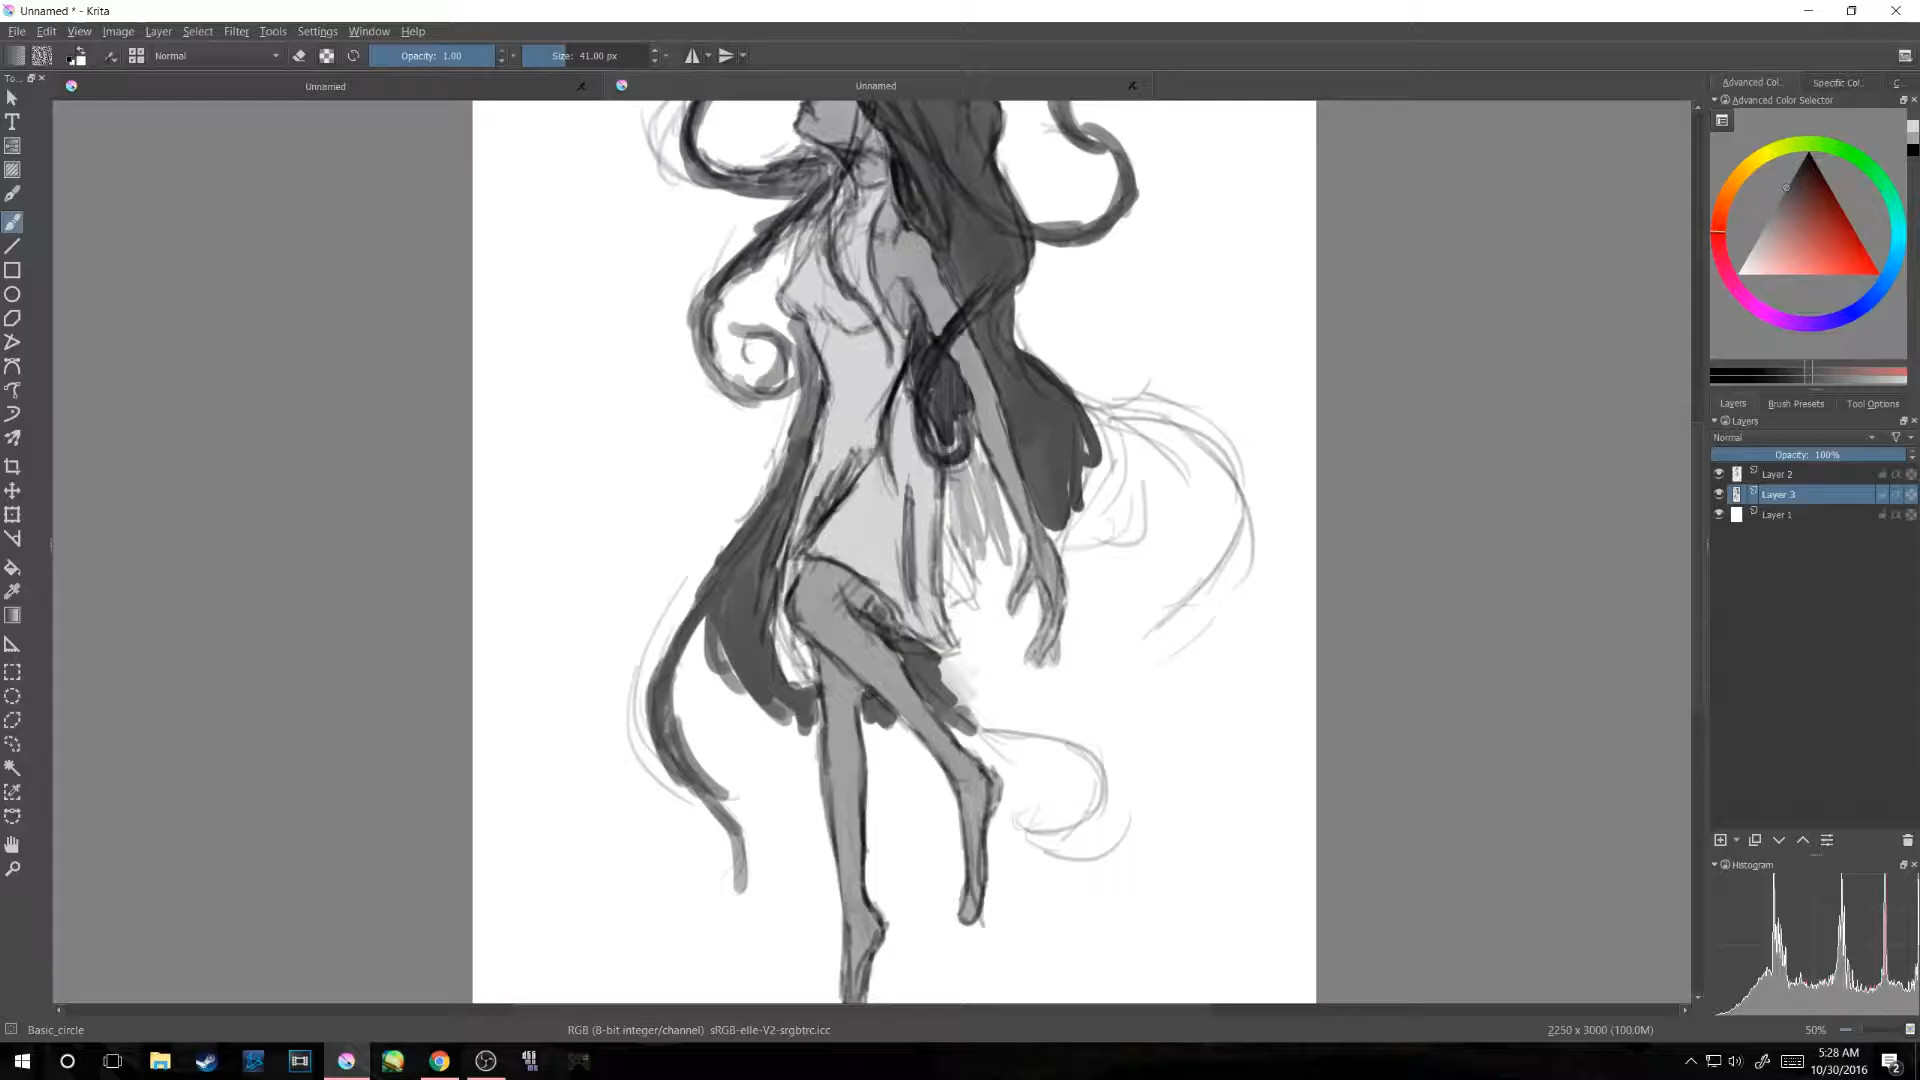 Unnamed * - Krita
File Edit View Image Layer Select Filter Tools Settings Window Help
Normal Opacity: 1.00 Size: 41.00 px
To... Unnamed Unnamed Advanced Col... Specific Col...
Advanced Color Selector
Layers Brush Presets Tool Options
Layers
Normal
Opacity: 100%
Layer 2
Layer 3
Layer 1
Histogram
Basic_circle RGB (8-bit integer/channel) sRGB-elle-V2-srgbtrc.icc 2250 x 3000 (100.0M) 50%
5:28 AM
10/30/2016
2